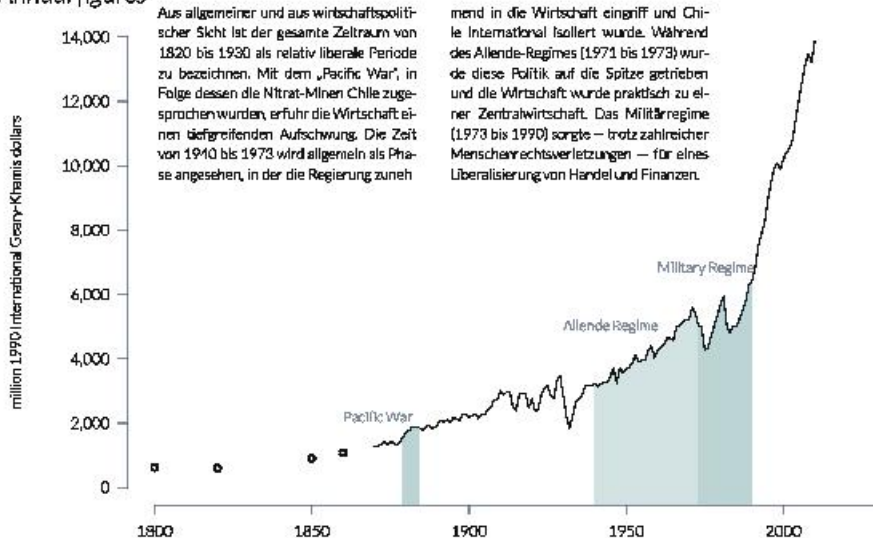 Annual figures
Aus allgemeiner und aus wirtschaftspoliti-
scher Sicht ist der gesamte Zeitraum von
1820 bis 1930 als relativ liberale Periode
zu bezeichnen. Mit dem „Pacific War“, in
Folge dessen die Nitrat-Minen Chile zuge-
sprochen wurden, erfuhr die Wirtschaft ei-
nen tiefgreifenden Aufschwung. Die Zeit
von 1940 bis 1973 wird allgemein als Pha-
se angesehen, in der die Regierung zuneh
mend in die Wirtschaft eingriff und Chi-
le international isoliert wurde. Während
des Allende-Regimes (1971 bis 1973) wur-
de diese Politik auf die Spitze getrieben
und die Wirtschaft wurde praktisch zu ei-
ner Zentralwirtschaft. Das Militärregime
(1973 bis 1990) sorgte — trotz zahlreicher
Menschenrechtsverletzungen — für eines
Liberalisierung von Handel und Finanzen.
million 1990 International Geary-Khamis dollars
14,000
12,000
10,000
8,000
6,000
4,000
2,000
0
Military Regime
Allende Regime
Pacific War
1800
1850
1900
1950
2000